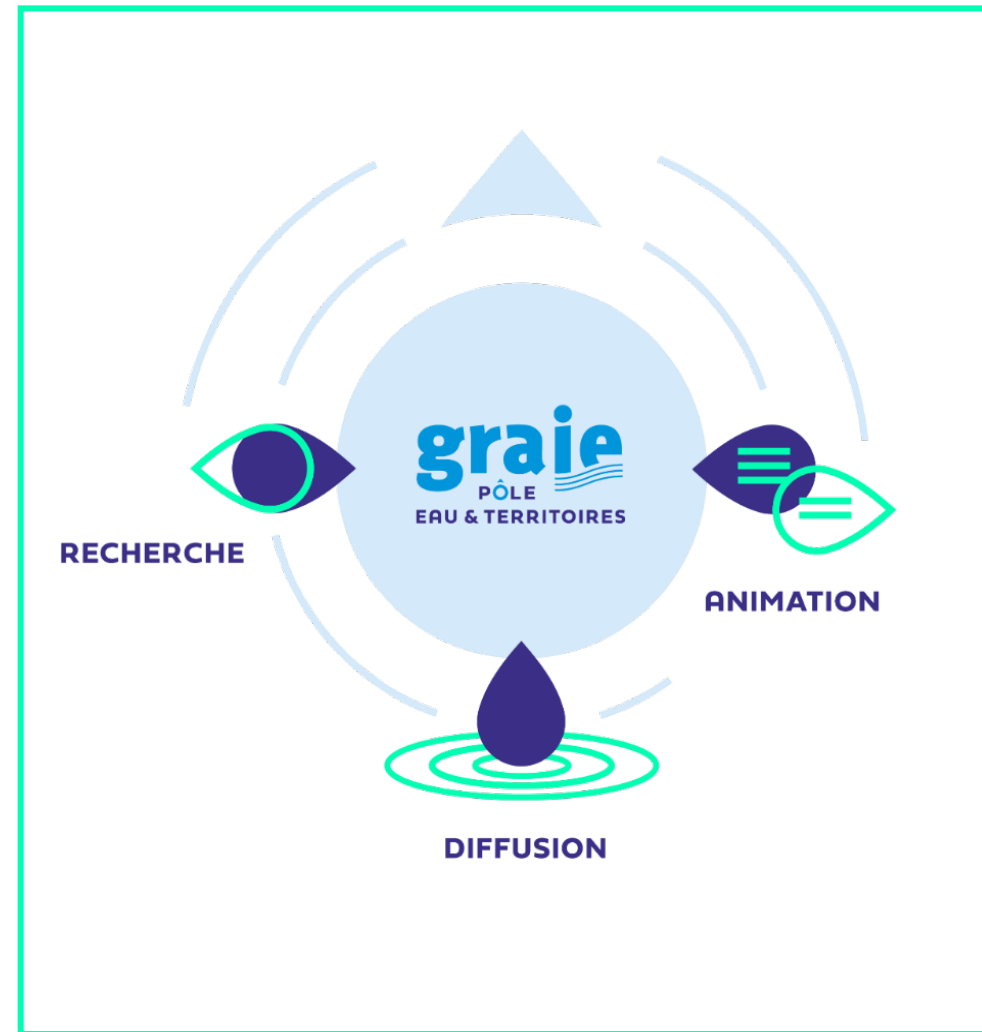 graie
PÔLE
EAU & TERRITOIRES
RECHERCHE
ANIMATION
DIFFUSION